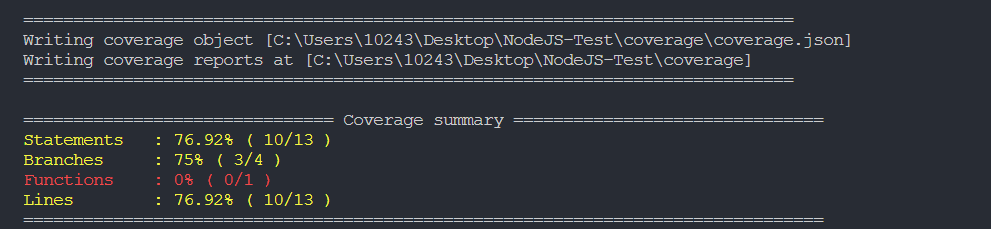 =============================================================================
Writing coverage object [C:\Users\10243\Desktop\NodeJS-Test\coverage\coverage.json]
Writing coverage reports at [C:\Users\10243\Desktop\NodeJS-Test\coverage]
=============================================================================
=============================== Coverage summary ===============================
Statements   : 76.92% ( 10/13 )
Branches     : 75% ( 3/4 )
Functions    : 0% ( 0/1 )
Lines        : 76.92% ( 10/13 )
================================================================================